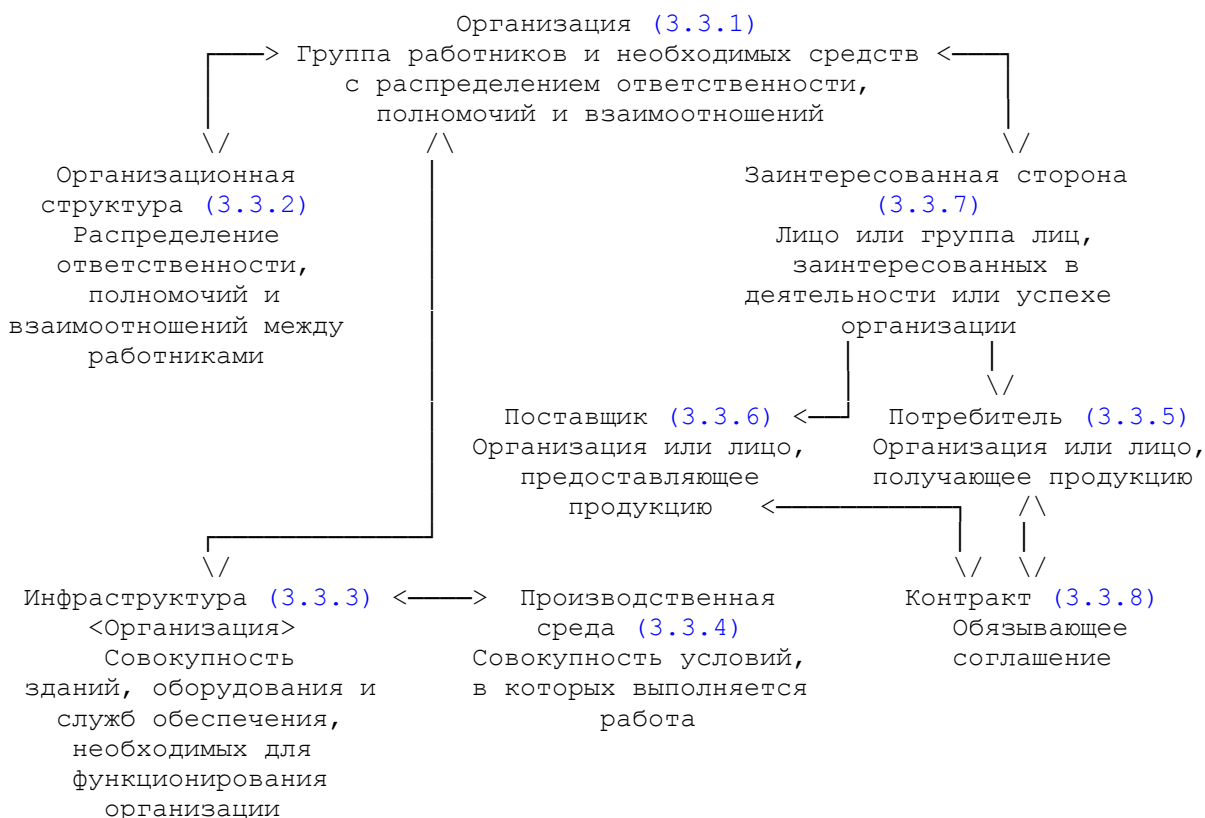 Организация (3.3.1)
Группа работников и необходимых средств
с распределением ответственности,
полномочий и взаимоотношений
Организационная
структура (3.3.2)
Распределение
ответственности,
полномочий и
взаимоотношений между
работниками
Заинтересованная сторона
(3.3.7)
Лицо или группа лиц,
заинтересованных в
деятельности или успехе
организации
Поставщик (3.3.6)
Организация или лицо,
предоставляющее
продукцию
Потребитель (3.3.5)
Организация или лицо,
получающее продукцию
Инфраструктура (3.3.3)
<Организация>
Совокупность
зданий, оборудования и
служб обеспечения,
необходимых для
функционирования
организации
Производственная
среда (3.3.4)
Совокупность условий,
в которых выполняется
работа
Контракт (3.3.8)
Обязывающее
соглашение